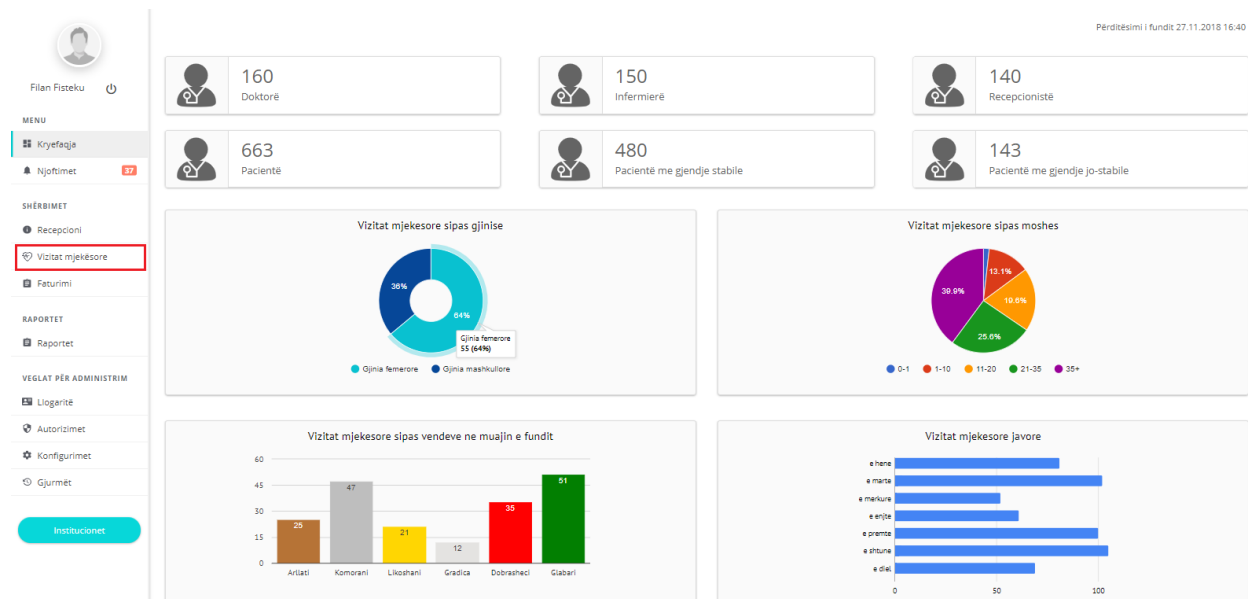 Përditësimi i fundit 27.11.2018 16:40
Filan Fisteku
MENU
Kryefaqja
Njoftimet 37
SHËRBIMET
Recepcioni
Vizitat mjekësore
Faturimi
RAPORTET
Raportet
VEGLAT PËR ADMINISTRIM
Llogaritë
Autorizimet
Konfigurimet
Gjurmët
Institucionet
160
Doktorë
150
Infermierë
140
Recepcionistë
663
Pacientë
480
Pacientë me gjendje stabile
143
Pacientë me gjendje jo-stabile
Vizitat mjekesore sipas gjinise
36%
64%
Gjinia femerore
55 (64%)
Gjinia femerore Gjinia mashkullore
Vizitat mjekesore sipas moshes
13.1%
39.9%
19.6%
25.6%
0-1 1-10 11-20 21-35 35+
Vizitat mjekesore sipas vendeve ne muajin e fundit
60
45
30
15
0
25
47
21
12
35
51
Arllati Komorani Likoshani Gradica Dobrasheci Glabari
Vizitat mjekesore javore
e hene
e marte
e merkure
e enjte
e premte
e shtune
e diel
0 50 100